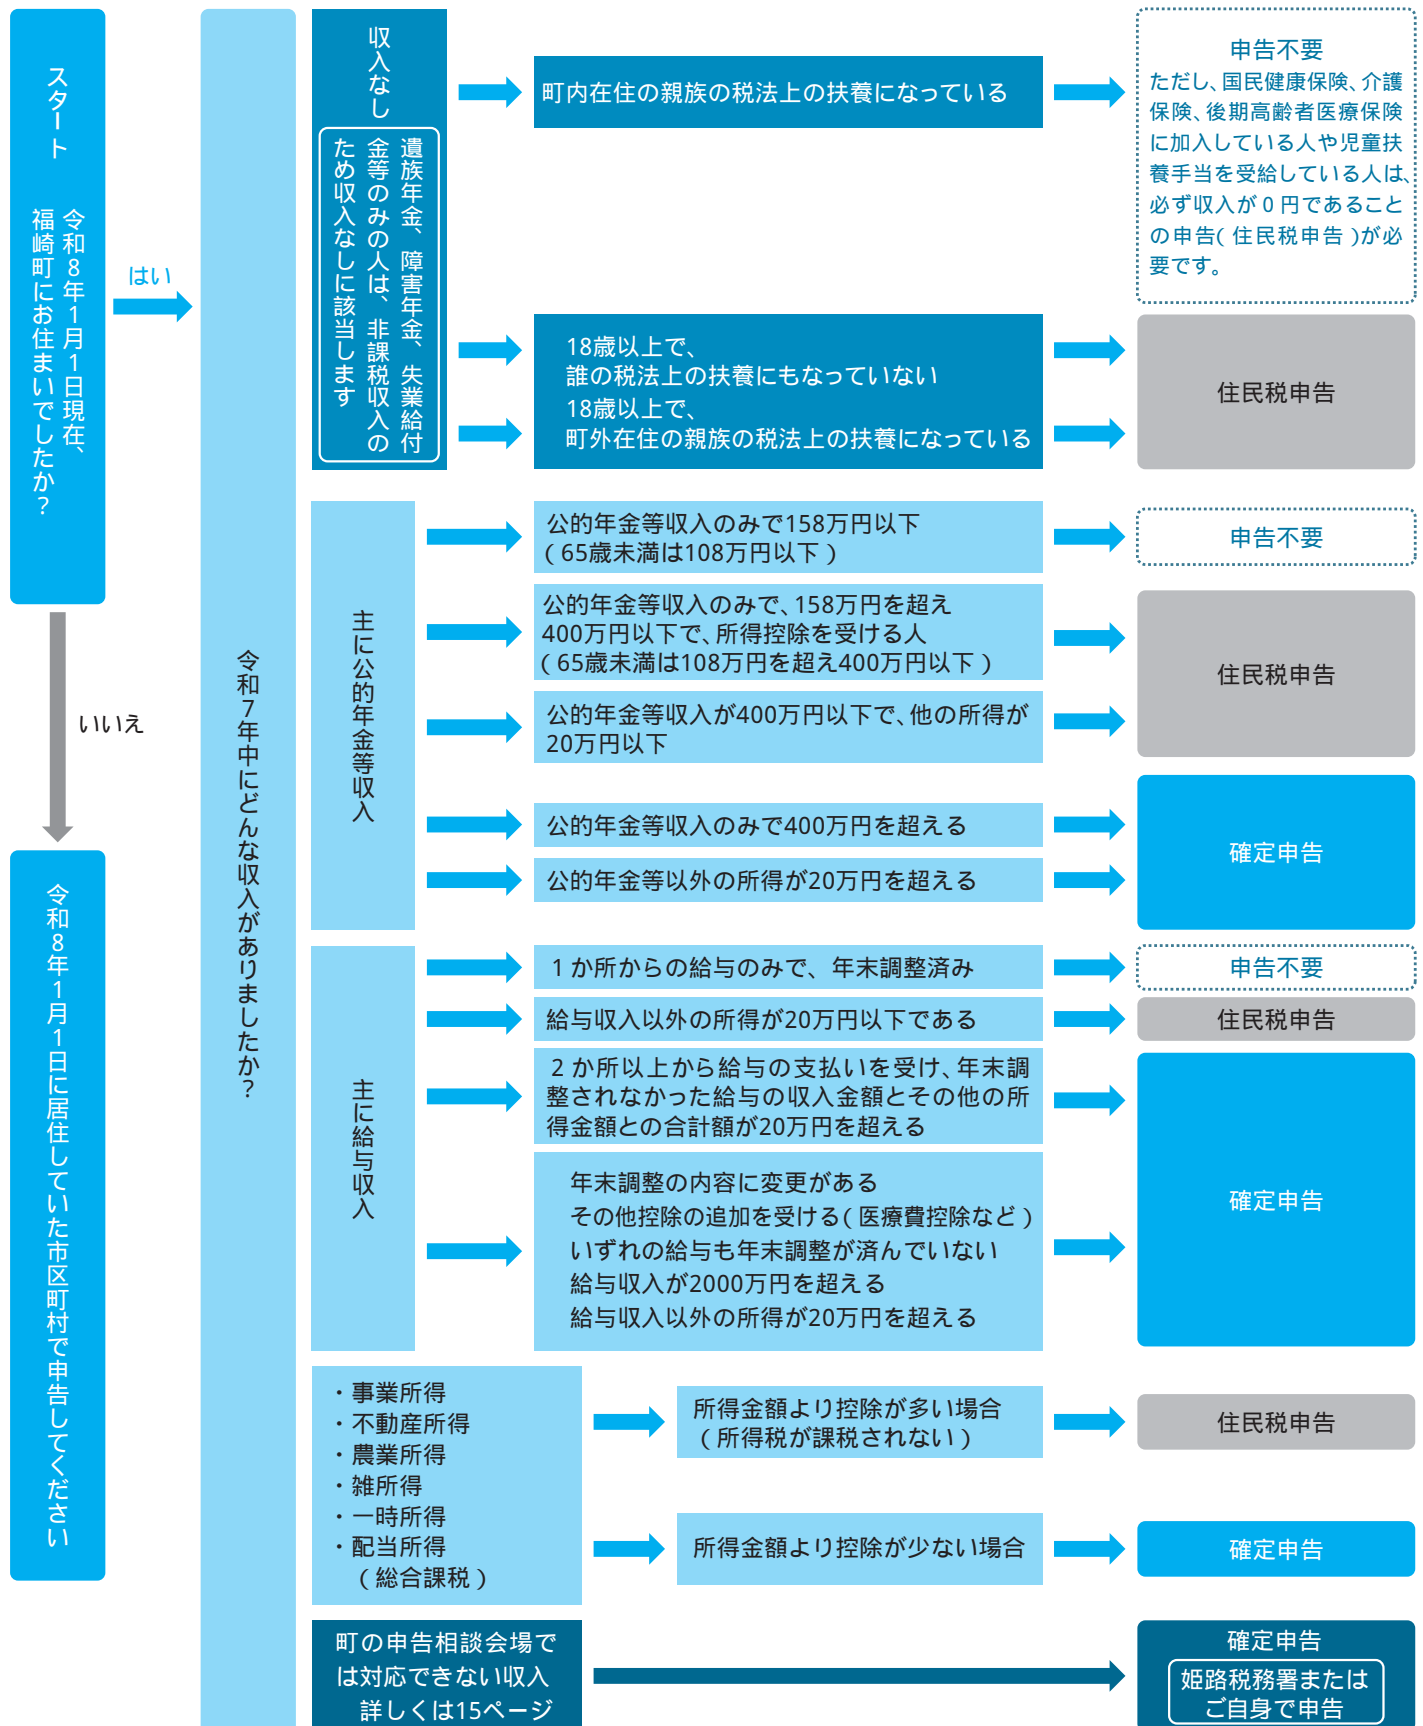 スタート
令和8年1月1日現在、
福崎町にお住まいでしたか?
はい
いいえ
令和8年1月1日に居住していた市区町村で申告してください
令和7年中にどんな収入がありましたか?
収入なし
遺族年金、障害年金、失業給付
金等のみの人は、非課税収入の
ため収入なしに該当します
町内在住の親族の税法上の扶養になっている
申告不要
ただし、国民健康保険、介護
保険、後期高齢者医療保険
に加入している人や児童扶
養手当を受給している人は、
必ず収入が0円であること
の申告(住民税申告)が必
要です。
18歳以上で、
誰の税法上の扶養にもなっていない
18歳以上で、
町外在住の親族の税法上の扶養になっている
住民税申告
主に公的年金等収入
公的年金等収入のみで158万円以下
(65歳未満は108万円以下)
申告不要
公的年金等収入のみで、158万円を超え
400万円以下で、所得控除を受ける人
(65歳未満は108万円を超え400万円以下)
公的年金等収入が400万円以下で、他の所得が
20万円以下
住民税申告
公的年金等収入のみで400万円を超える
公的年金等以外の所得が20万円を超える
確定申告
主に給与収入
1か所からの給与のみで、年末調整済み
申告不要
給与収入以外の所得が20万円以下である
住民税申告
2か所以上から給与の支払いを受け、年末調
整されなかった給与の収入金額とその他の所
得金額との合計額が20万円を超える
年末調整の内容に変更がある
その他控除の追加を受ける(医療費控除など)
いずれの給与も年末調整が済んでいない
給与収入が2000万円を超える
給与収入以外の所得が20万円を超える
確定申告
・事業所得
・不動産所得
・農業所得
・雑所得
・一時所得
・配当所得
(総合課税)
所得金額より控除が多い場合
(所得税が課税されない)
住民税申告
所得金額より控除が少ない場合
確定申告
町の申告相談会場で
は対応できない収入
詳しくは15ページ
確定申告
姫路税務署または
ご自身で申告